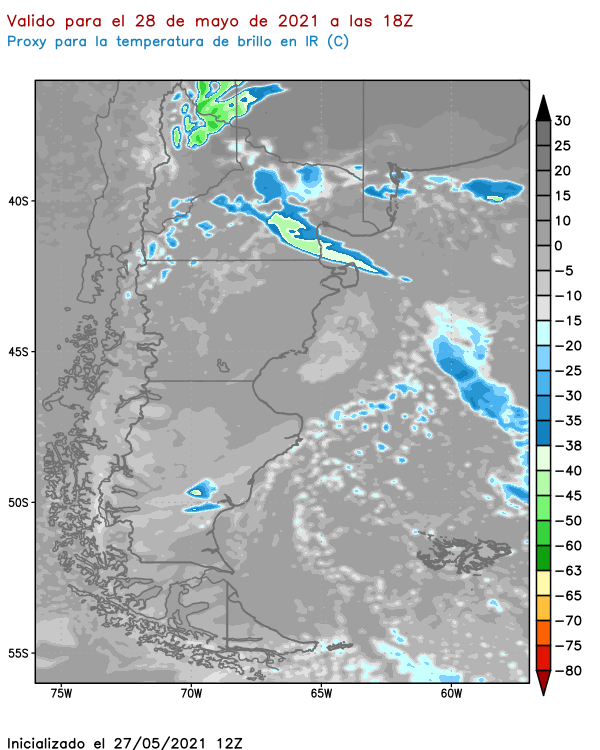 Valido para el 28 de mayo de 2021 a las 18Z
Proxy para la temperatura de brillo en IR (C)
30
25
20
15
10
0
−5
−10
−15
−20
−25
−30
−35
−38
−40
−45
−50
−60
−63
−65
−70
−75
−80
40S
45S
50S
55S
75W
70W
65W
60W
Inicializado el 27/05/2021 12Z